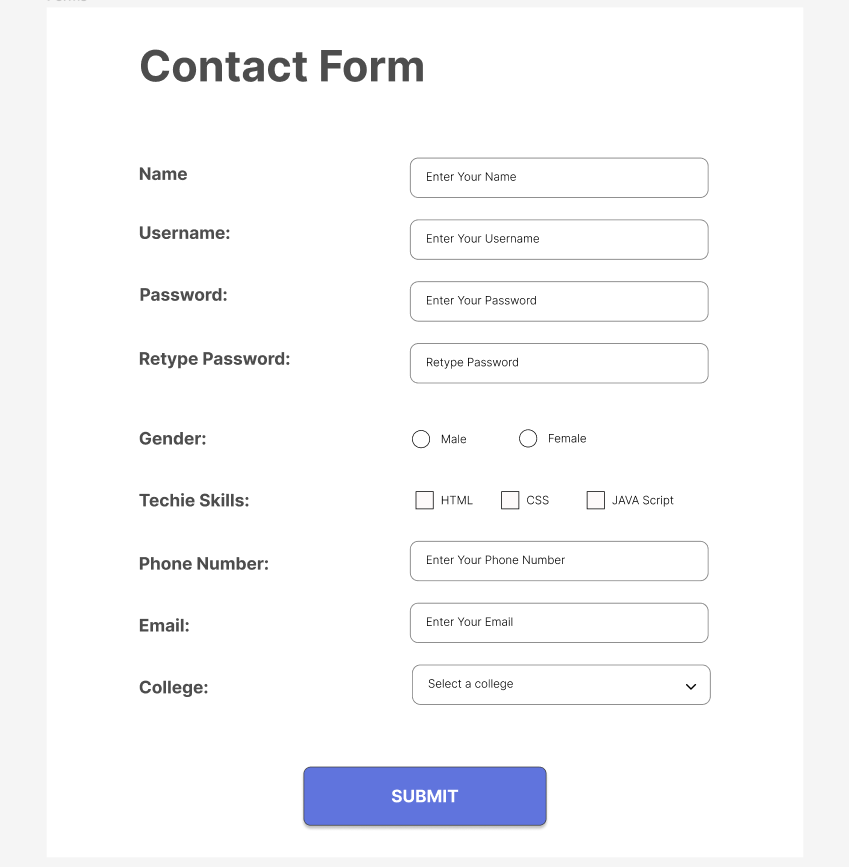 Contact Form
Name Enter Your Name
Username: Enter Your Username
Password: Enter Your Password
Retype Password: Retype Password
Gender: Male Female
Techie Skills: HTML CSS JAVA Script
Phone Number: Enter Your Phone Number
Email: Enter Your Email
College: Select a college
SUBMIT